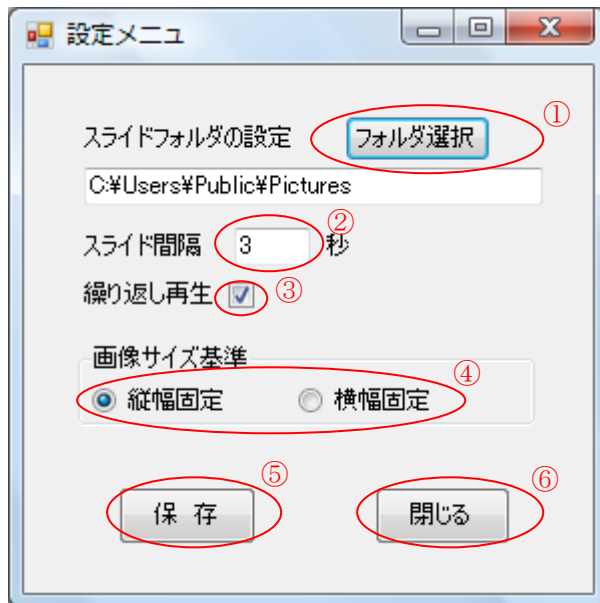 設定メニュ
①
スライドフォルダの設定 フォルダ選択
C:¥Users¥Public¥Pictures
②
スライド間隔 3 秒
繰り返し再生 ③
画像サイズ基準
④
縦幅固定 横幅固定
⑤ ⑥
保 存 閉じる